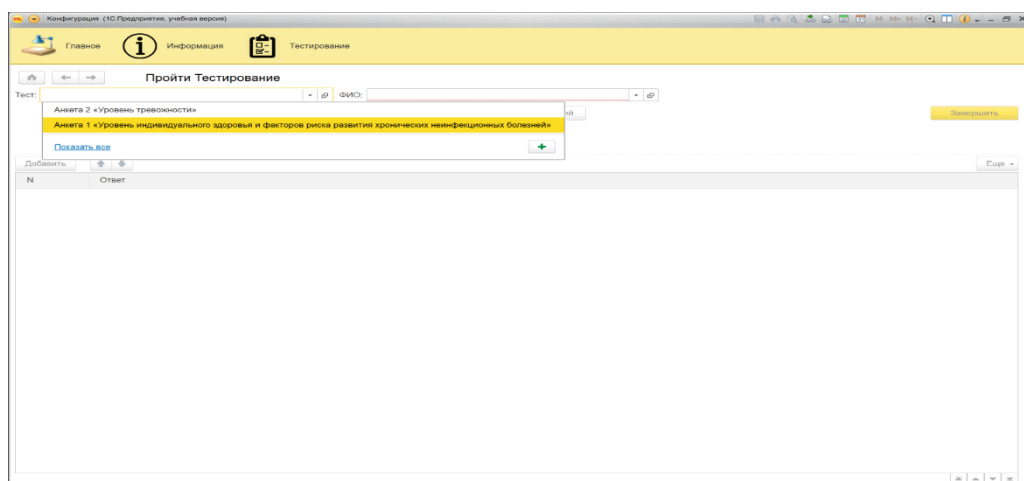 Конфигурация (1С:Предприятие, учебная версия)
M M+ M-
Главное Информация Тестирование
Пройти Тестирование
Тест: ФИО:
Анкета 2 «Уровень тревожности»
Завершить
Анкета 1 «Уровень индивидуального здоровья и факторов риска развития хронических неинфекционных болезней»
Показать все
Добавить Еще
N Ответ